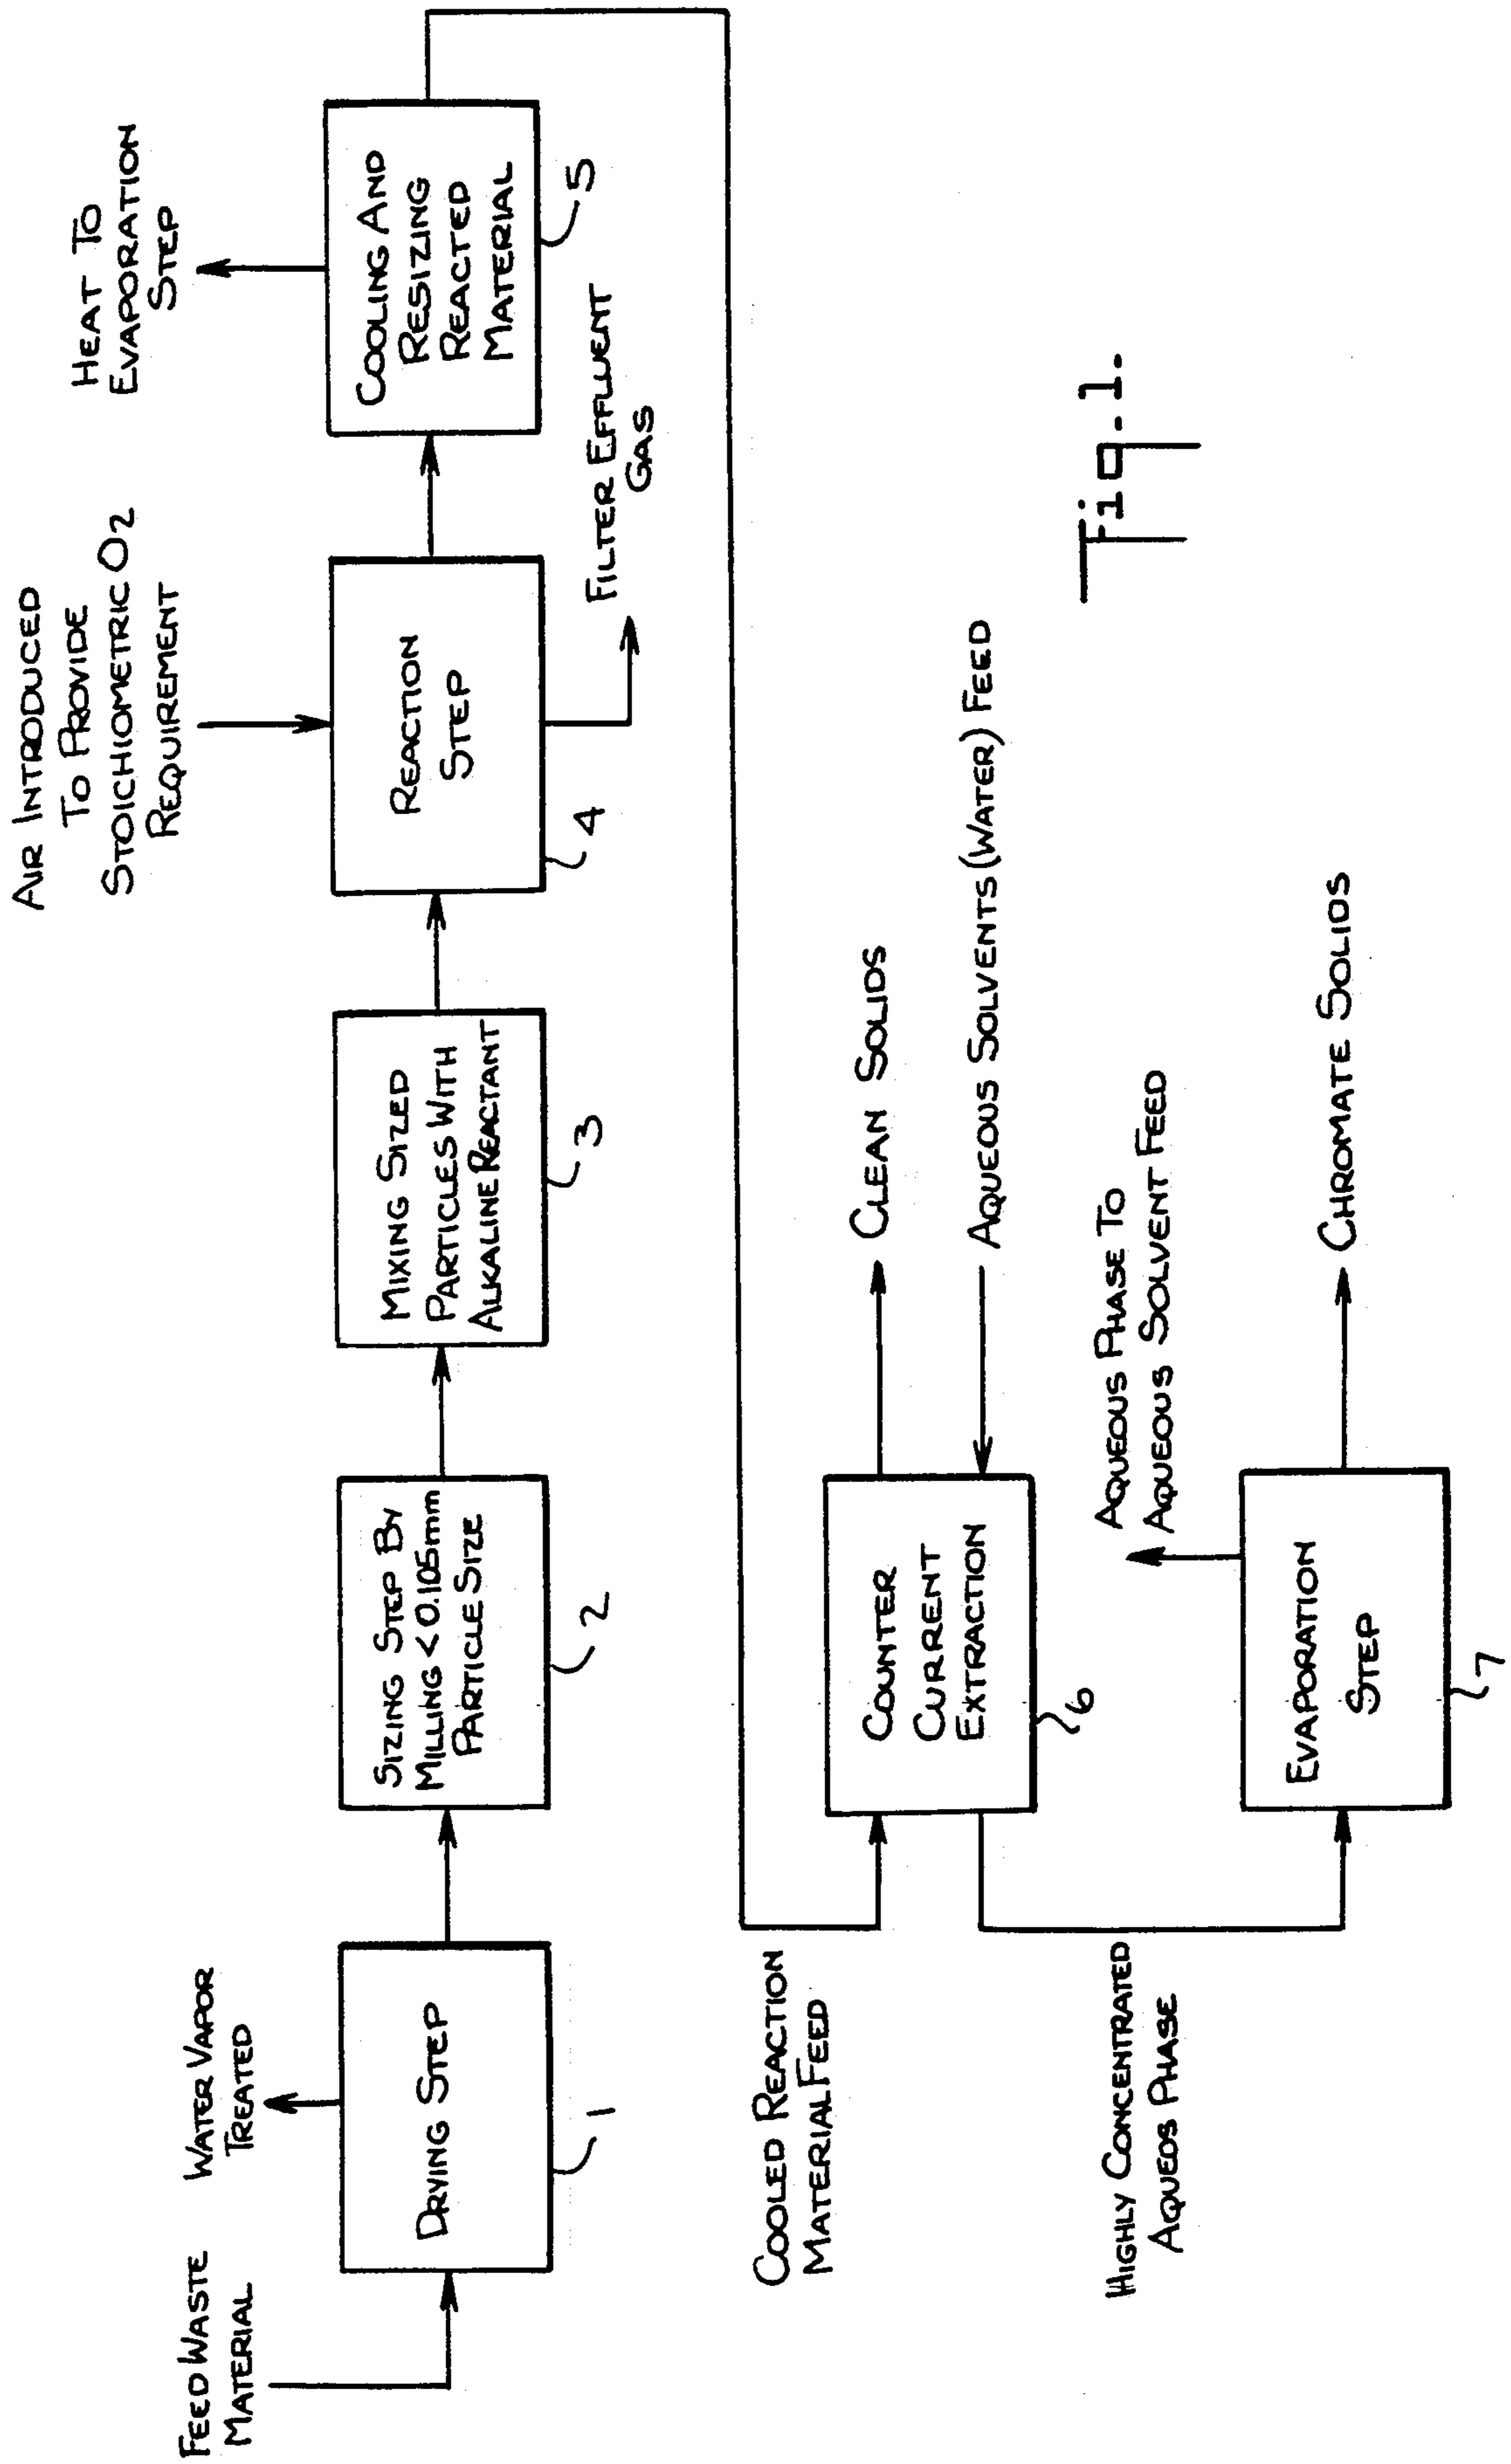 FEED WASTE
MATERIAL
WATER VAPOR
TREATED
DRYING STEP
1
SIZING STEP BY
MILLING < 0.105mm
PARTICLE SIZE
2
MIXING SIZED
PARTICLES WITH
ALKALINE REACTANT
3
AIR INTRODUCED
TO PROVIDE
STOICHIOMETRIC O2
REQUIREMENT
REACTION
STEP
4
FILTER EFFLUENT
GAS
HEAT TO
EVAPORATION
STEP
COOLING AND
RESIZING
REACTED
MATERIAL
5
COOLED REACTION
MATERIAL FEED
COUNTER
CURRENT
EXTRACTION
6
CLEAN SOLIDS
AQUEOUS SOLVENTS (WATER) FEED
HIGHLY CONCENTRATED
AQUEOS PHASE
AQUEOUS PHASE TO
AQUEOUS SOLVENT FEED
EVAPORATION
STEP
7
CHROMATE SOLIDS
Fig. 1.